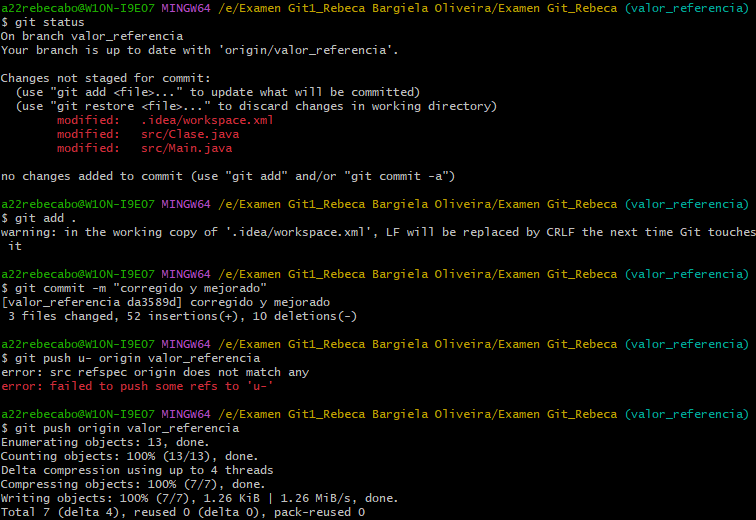 a22rebecabo@W10N-I9E07 MINGW64 /e/Examen Git1_Rebeca Bargiela Oliveira/Examen Git_Rebeca (valor_referencia)
$ git status
On branch valor_referencia
Your branch is up to date with 'origin/valor_referencia'.
Changes not staged for commit:
  (use "git add <file>..." to update what will be committed)
  (use "git restore <file>..." to discard changes in working directory)
        modified:   .idea/workspace.xml
        modified:   src/Clase.java
        modified:   src/Main.java
no changes added to commit (use "git add" and/or "git commit -a")
a22rebecabo@W10N-I9E07 MINGW64 /e/Examen Git1_Rebeca Bargiela Oliveira/Examen Git_Rebeca (valor_referencia)
$ git add .
warning: in the working copy of '.idea/workspace.xml', LF will be replaced by CRLF the next time Git touches
 it
a22rebecabo@W10N-I9E07 MINGW64 /e/Examen Git1_Rebeca Bargiela Oliveira/Examen Git_Rebeca (valor_referencia)
$ git commit -m "corregido y mejorado"
[valor_referencia da3589d] corregido y mejorado
 3 files changed, 52 insertions(+), 10 deletions(-)
a22rebecabo@W10N-I9E07 MINGW64 /e/Examen Git1_Rebeca Bargiela Oliveira/Examen Git_Rebeca (valor_referencia)
$ git push u- origin valor_referencia
error: src refspec origin does not match any
error: failed to push some refs to 'u-'
a22rebecabo@W10N-I9E07 MINGW64 /e/Examen Git1_Rebeca Bargiela Oliveira/Examen Git_Rebeca (valor_referencia)
$ git push origin valor_referencia
Enumerating objects: 13, done.
Counting objects: 100% (13/13), done.
Delta compression using up to 4 threads
Compressing objects: 100% (7/7), done.
Writing objects: 100% (7/7), 1.26 KiB | 1.26 MiB/s, done.
Total 7 (delta 4), reused 0 (delta 0), pack-reused 0